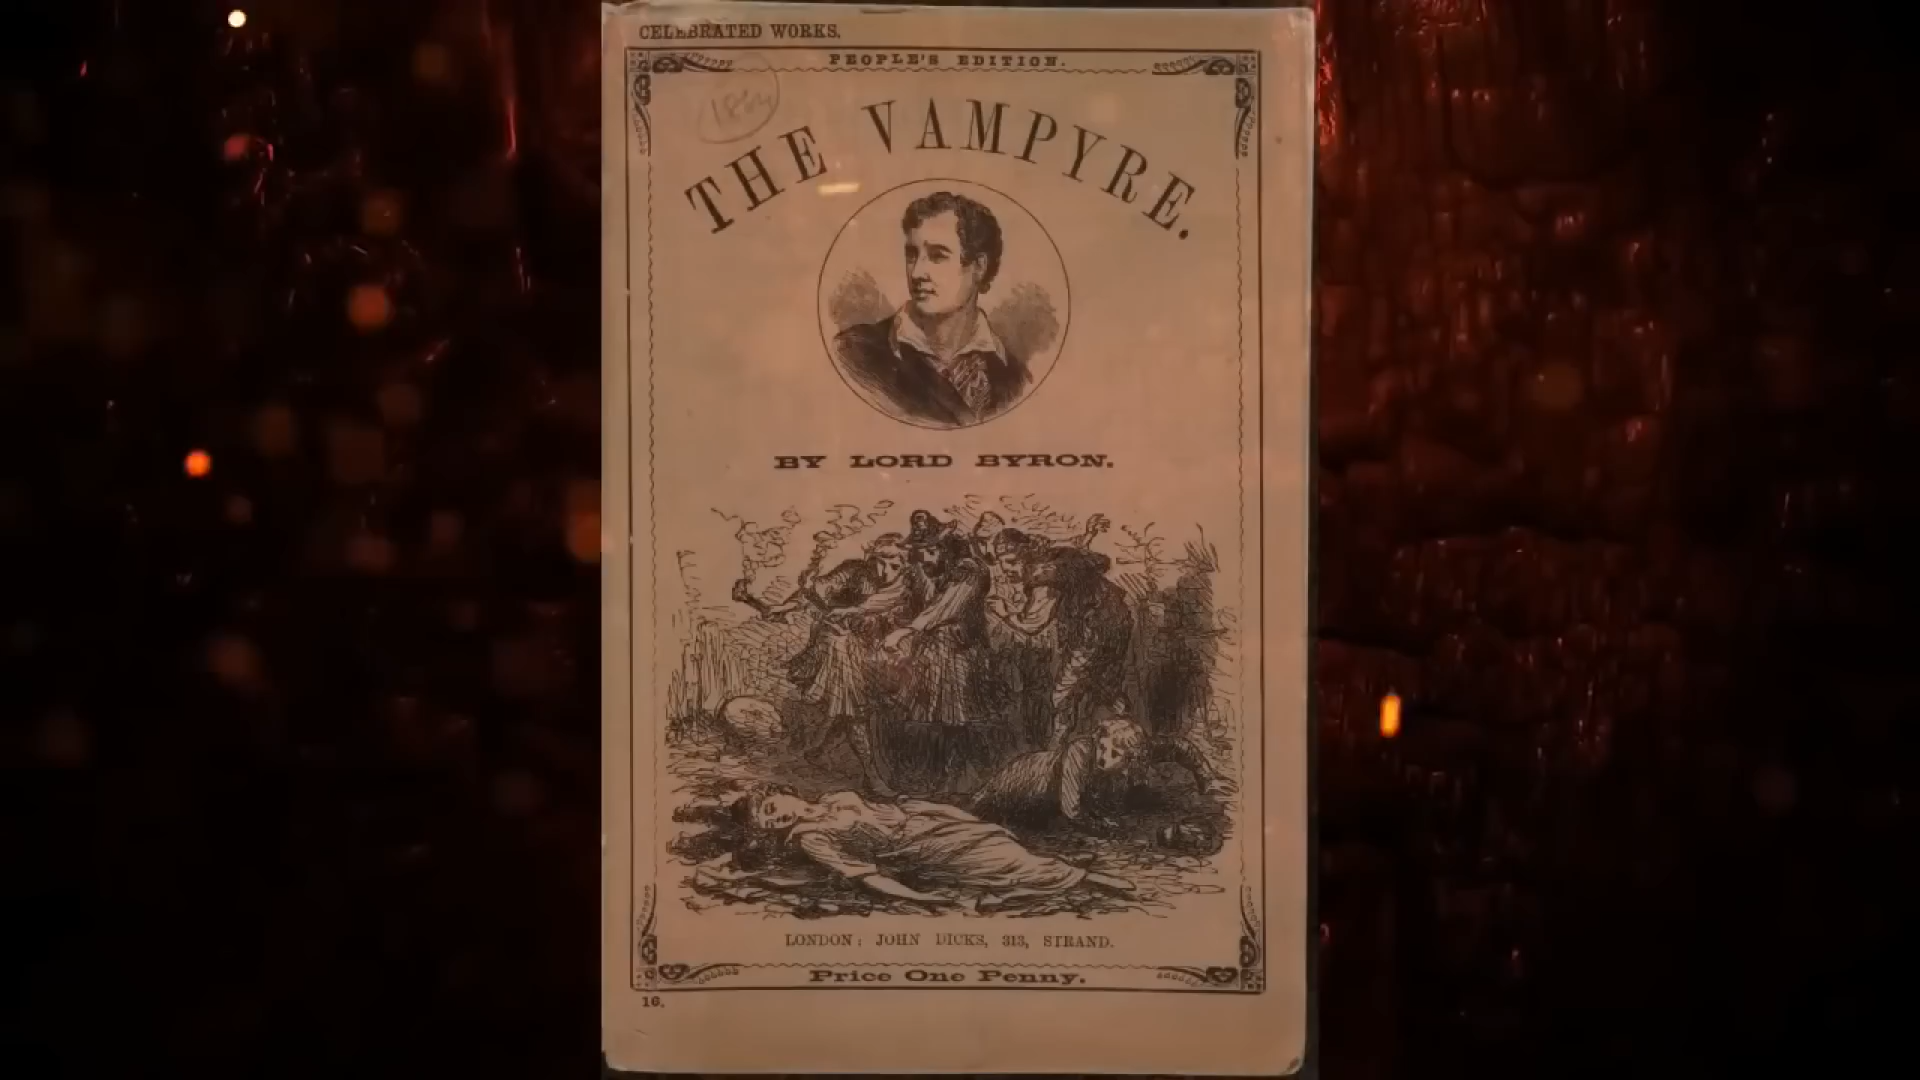 CELEBRATED WORKS.
PEOPLE'S EDITION.
THE VAMPYRE.
BY LORD BYRON.
LONDON: JOHN DICKS, 313, STRAND.
Price One Penny.
16.